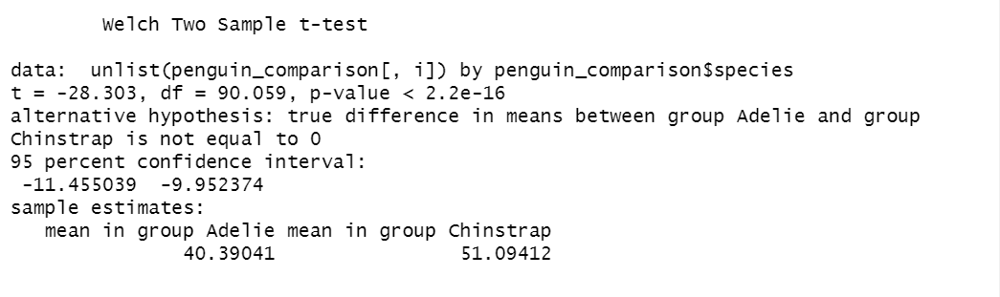 Welch Two Sample t-test
data:  unlist(penguin_comparison[, i]) by penguin_comparison$species
t = -28.303, df = 90.059, p-value < 2.2e-16
alternative hypothesis: true difference in means between group Adelie and group
Chinstrap is not equal to 0
95 percent confidence interval:
 -11.455039  -9.952374
sample estimates:
   mean in group Adelie mean in group Chinstrap
               40.39041                51.09412